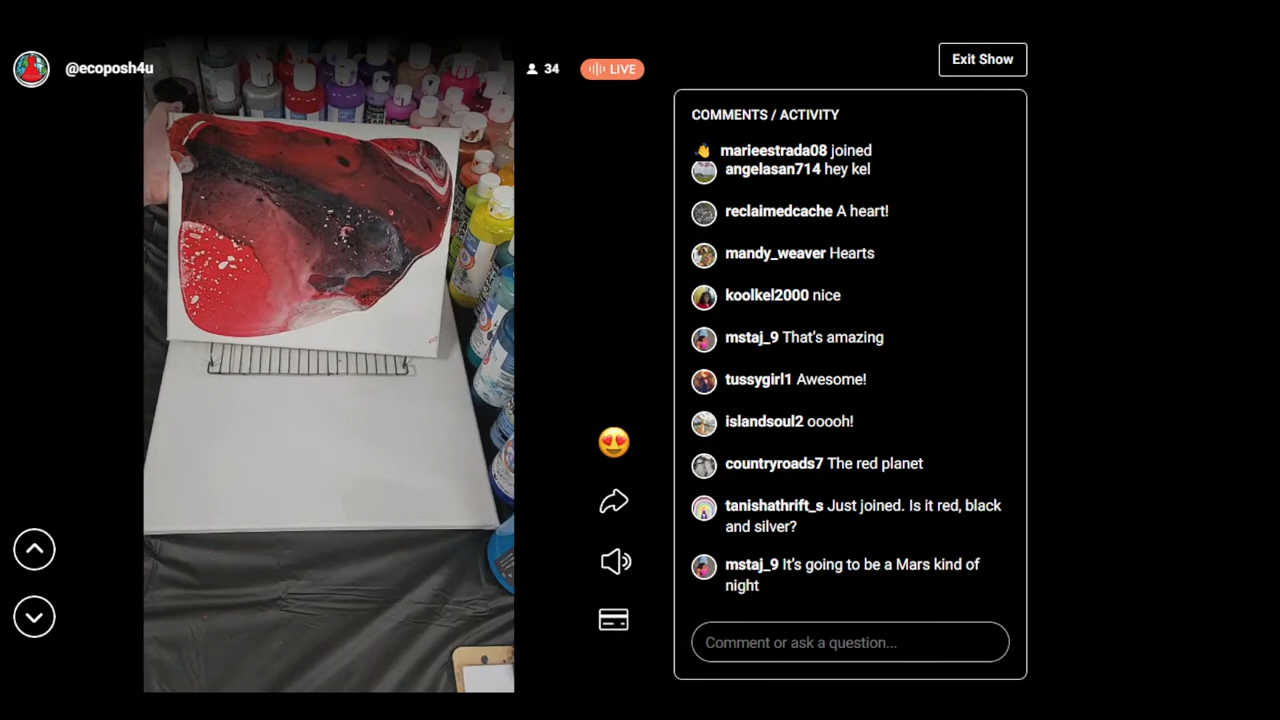 @ecoposh4u
34
LIVE
Exit Show
COMMENTS / ACTIVITY
marieestrada08 joined
angelasan714 hey kel
reclaimedcache A heart!
mandy_weaver Hearts
koolkel2000 nice
mstaj_9 That's amazing
tussygirl1 Awesome!
islandsoul2 ooooh!
countryroads7 The red planet
tanishathrift_s Just joined. Is it red, black
and silver?
mstaj_9 It's going to be a Mars kind of
night
Comment or ask a question...